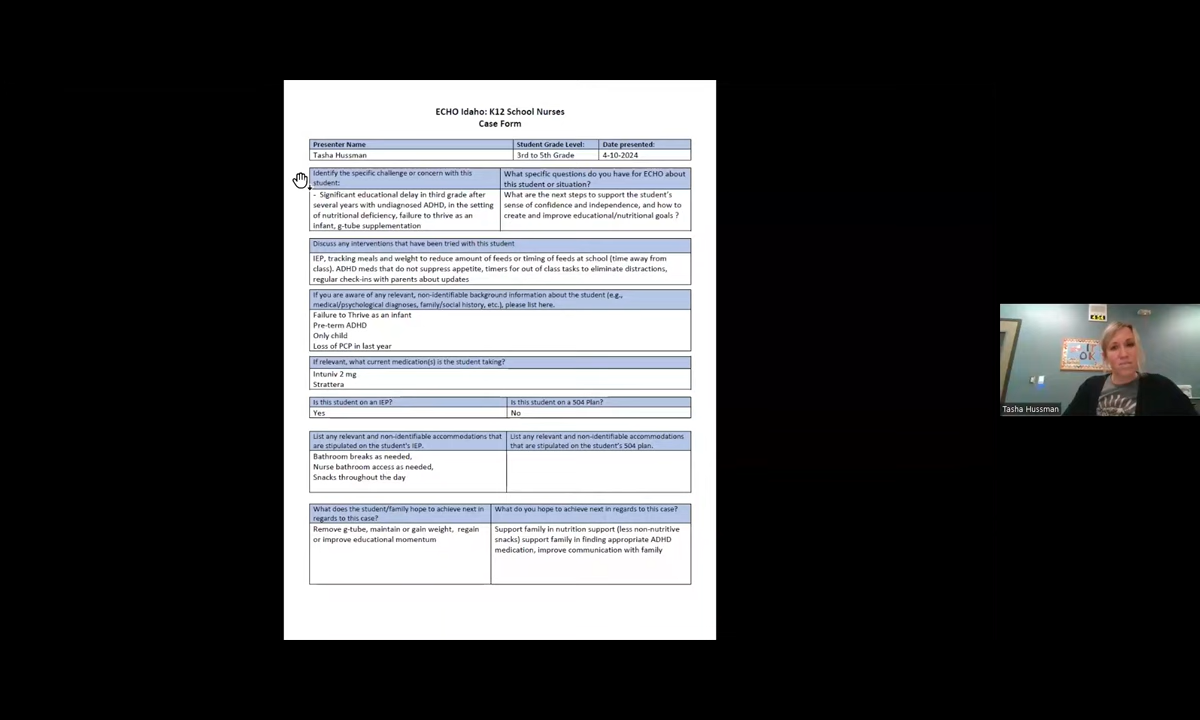 ECHO Idaho: K12 School Nurses
Case Form
Presenter Name
Student Grade Level:
Date presented:
Tasha Hussman
3rd to 5th Grade
4-10-2024
Identify the specific challenge or concern with this
student:
What specific questions do you have for ECHO about
this student or situation?
- Significant educational delay in third grade after
several years with undiagnosed ADHD, in the setting
of nutritional deficiency, failure to thrive as an
infant, g-tube supplementation
What are the next steps to support the student's
sense of confidence and independence, and how to
create and improve educational/nutritional goals ?
Discuss any interventions that have been tried with this student
IEP, tracking meals and weight to reduce amount of feeds or timing of feeds at school (time away from
class). ADHD meds that do not suppress appetite, timers for out of class tasks to eliminate distractions,
regular check-ins with parents about updates
If you are aware of any relevant, non-identifiable background information about the student (e.g.,
medical/psychological diagnoses, family/social history, etc.), please list here.
Failure to Thrive as an infant
Pre-term ADHD
Only child
Loss of PCP in last year
If relevant, what current medication(s) is the student taking?
Intuniv 2 mg
Strattera
Is this student on an IEP?
Is this student on a 504 Plan?
Yes
No
List any relevant and non-identifiable accommodations that
are stipulated on the student's IEP.
List any relevant and non-identifiable accommodations
that are stipulated on the student's 504 plan.
Bathroom breaks as needed,
Nurse bathroom access as needed,
Snacks throughout the day
What does the student/family hope to achieve next in
regards to this case?
What do you hope to achieve next in regards to this case?
Remove g-tube, maintain or gain weight, regain
or improve educational momentum
Support family in nutrition support (less non-nutritive
snacks) support family in finding appropriate ADHD
medication, improve communication with family
Tasha Hussman